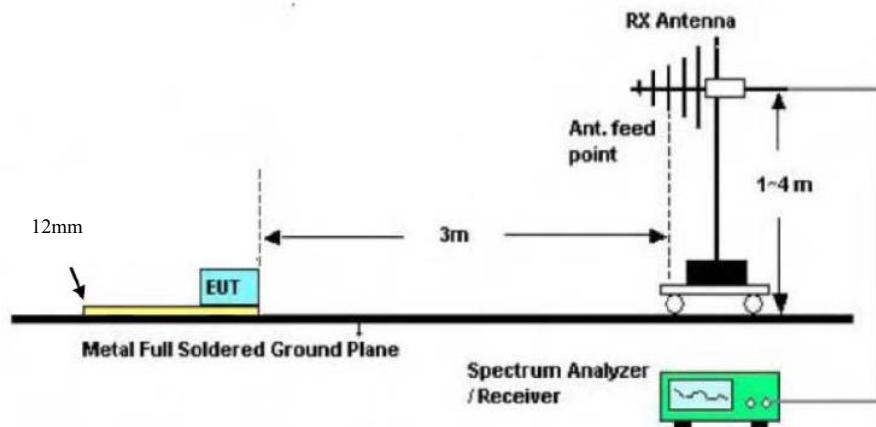 RX Antenna
Ant. feed
point
1~4 m
12mm
3m
EUT
Metal Full Soldered Ground Plane
Spectrum Analyzer
/ Receiver